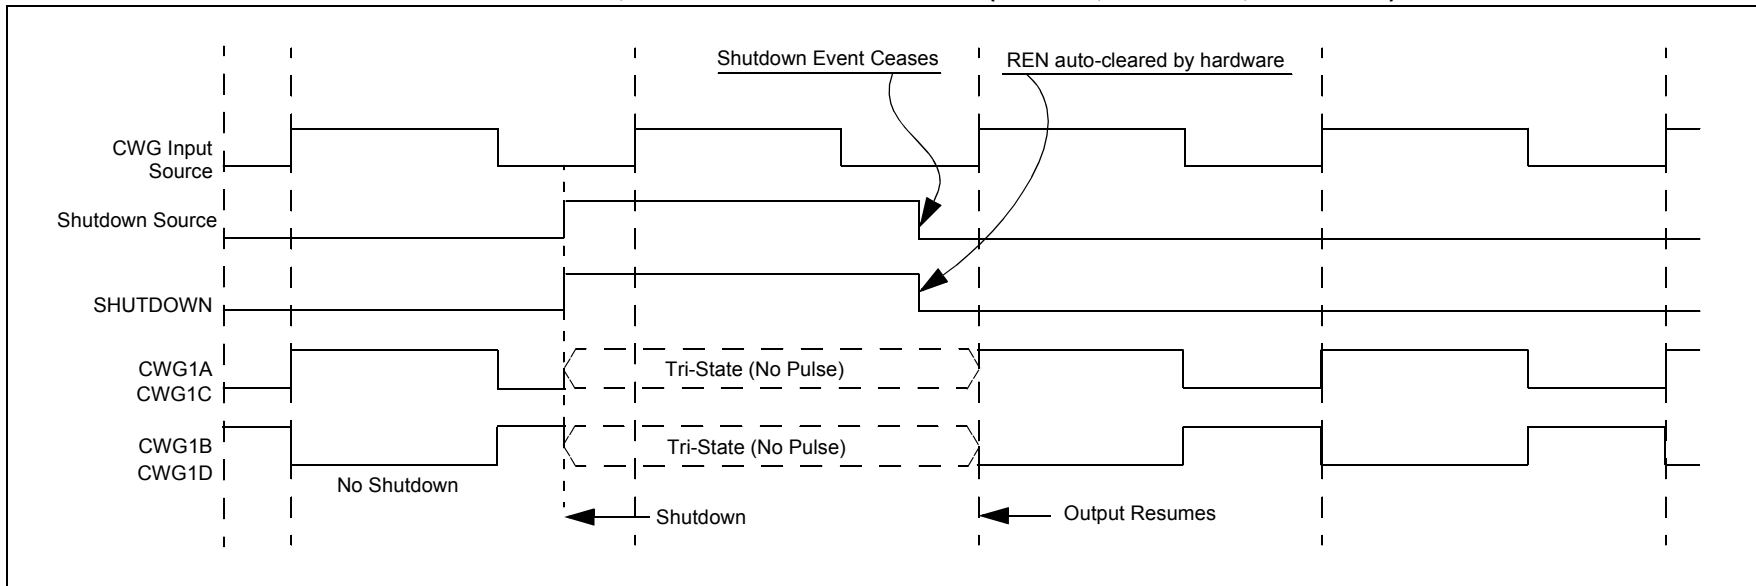 Shutdown Event Ceases
REN auto-cleared by hardware
CWG Input
Source
Shutdown Source
SHUTDOWN
CWG1A
CWG1C
Tri-State (No Pulse)
CWG1B
CWG1D
Tri-State (No Pulse)
No Shutdown
Shutdown
Output Resumes